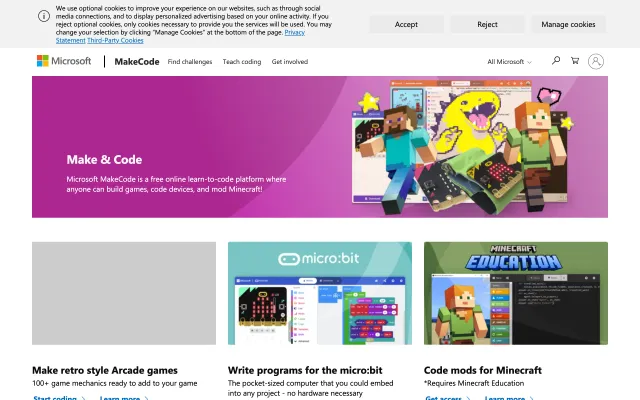 We use optional cookies to improve your experience on our websites, such as through social
media connections, and to display personalized advertising based on your online activity. If you
reject optional cookies, only cookies necessary to provide you the services will be used. You may
change your selection by clicking "Manage Cookies" at the bottom of the page. Privacy
Statement Third-Party Cookies
Accept
Reject
Manage cookies
Microsoft
MakeCode
Find challenges
Teach coding
Get involved
All Microsoft
Make & Code
Microsoft MakeCode is a free online learn-to-code platform where
anyone can build games, code devices, and mod Minecraft!
micro:bit
MINECRAFT
EDUCATION
Make retro style Arcade games
100+ game mechanics ready to add to your game
Start coding
Learn more
Write programs for the micro:bit
The pocket-sized computer that you could embed
into any project - no hardware necessary
Code mods for Minecraft
*Requires Minecraft Education
Get access
Learn more